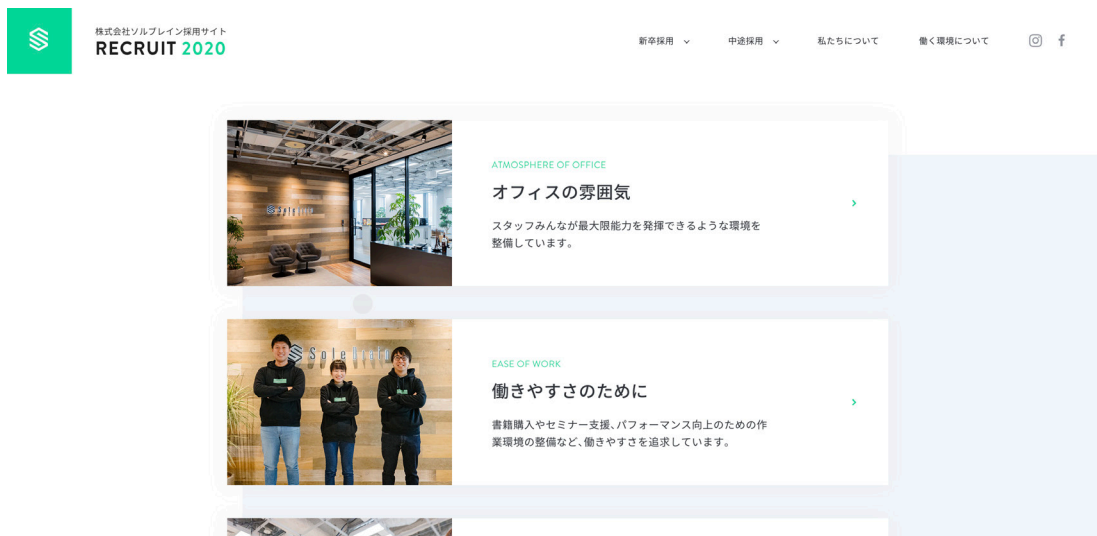 株式会社ソルブレイン採用サイト
RECRUIT 2020
新卒採用
中途採用
私たちについて
働く環境について
ATMOSPHERE OF OFFICE
オフィスの雰囲気
スタッフみんなが最大限能力を発揮できるような環境を
整備しています。
Solebrain
EASE OF WORK
働きやすさのために
書籍購入やセミナー支援、パフォーマンス向上のための作
業環境の整備など、働きやすさを追求しています。